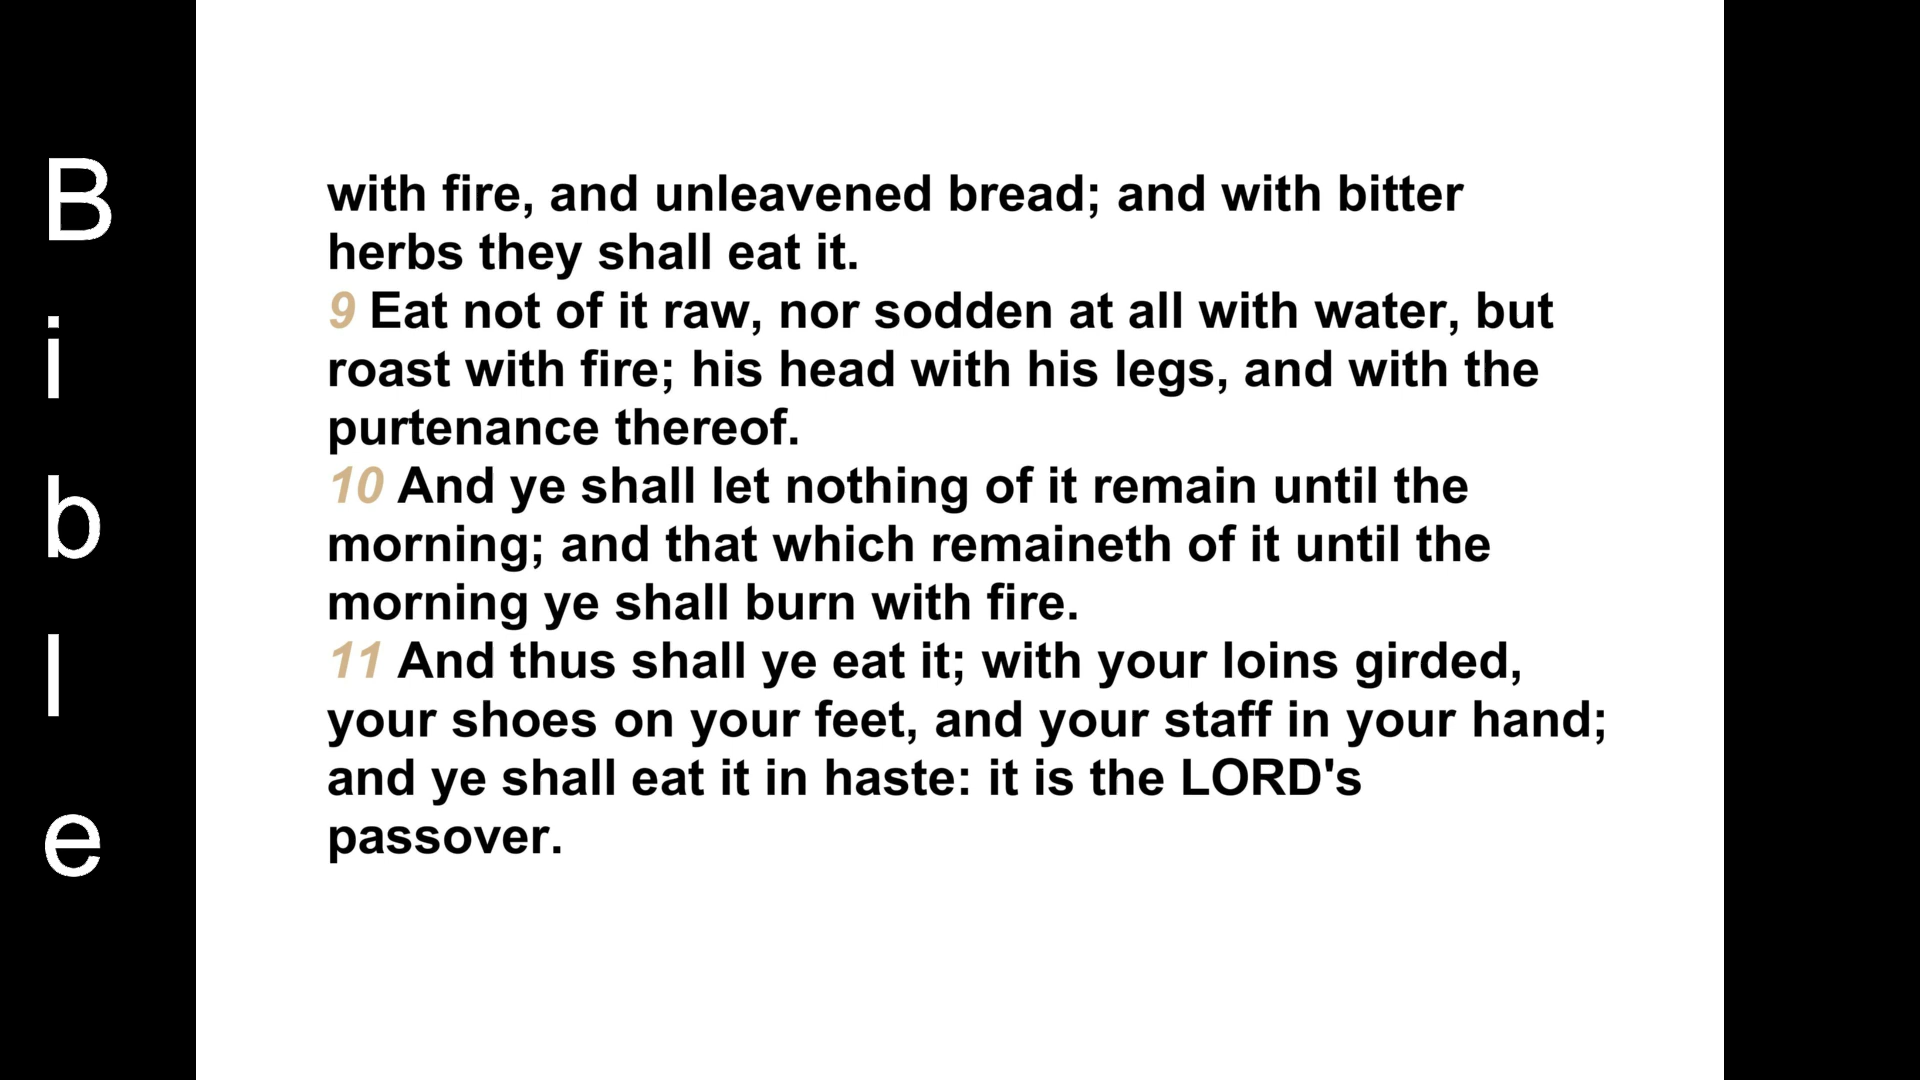 B
i
b
l
e
with fire, and unleavened bread; and with bitter
herbs they shall eat it.
9 Eat not of it raw, nor sodden at all with water, but
roast with fire; his head with his legs, and with the
purtenance thereof.
10 And ye shall let nothing of it remain until the
morning; and that which remaineth of it until the
morning ye shall burn with fire.
11 And thus shall ye eat it; with your loins girded,
your shoes on your feet, and your staff in your hand;
and ye shall eat it in haste: it is the LORD's
passover.